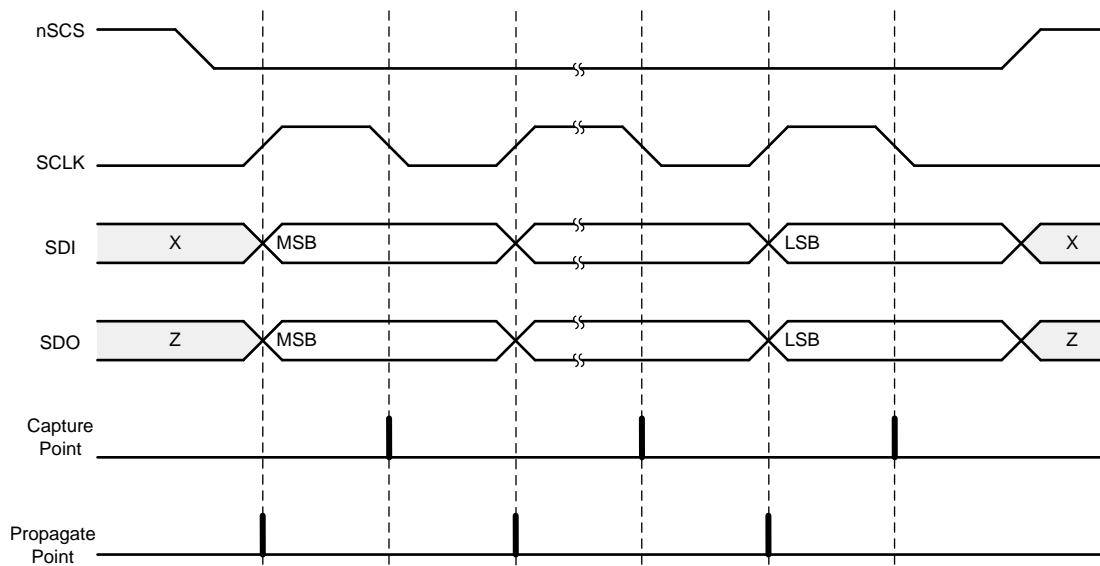 nSCS
SCLK
SDI
X
MSB
LSB
X
SDO
Z
MSB
LSB
Z
Capture
Point
Propagate
Point